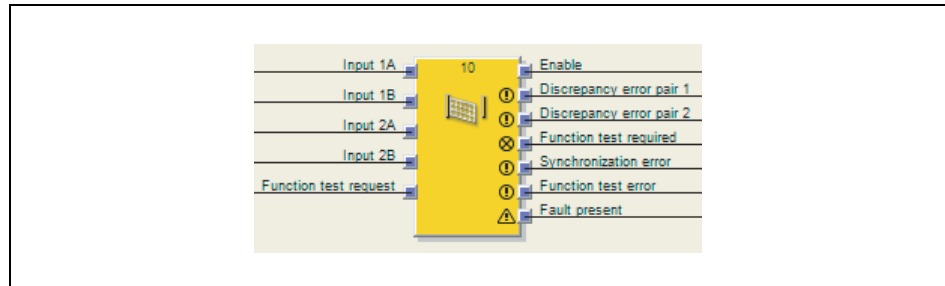 Input 1A
10
Enable
Input 1B
Discrepancy error pair 1
Input 2A
Discrepancy error pair 2
Function test required
Input 2B
Synchronization error
Function test request
Function test error
Fault present